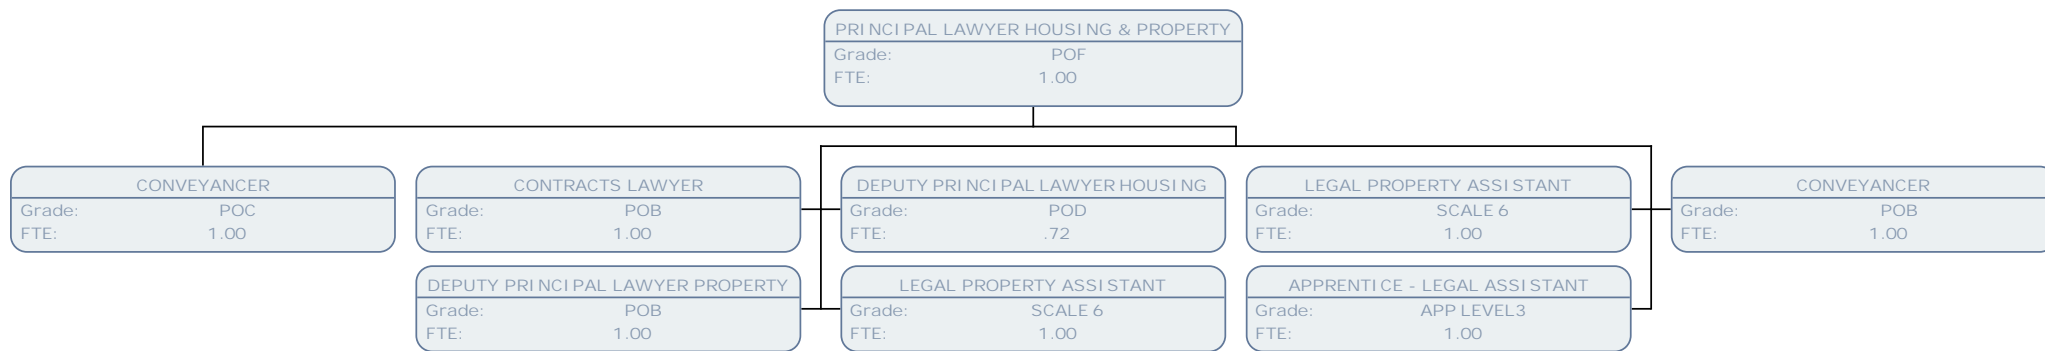 PRINCIPAL LAWYER HOUSING & PROPERTY
Grade: POF
FTE: 1.00
CONVEYANCER
Grade: POC
FTE: 1.00
CONTRACTS LAWYER
Grade: POB
FTE: 1.00
DEPUTY PRINCIPAL LAWYER HOUSING
Grade: POD
FTE: .72
LEGAL PROPERTY ASSISTANT
Grade: SCALE 6
FTE: 1.00
CONVEYANCER
Grade: POB
FTE: 1.00
DEPUTY PRINCIPAL LAWYER PROPERTY
Grade: POB
FTE: 1.00
LEGAL PROPERTY ASSISTANT
Grade: SCALE 6
FTE: 1.00
APPRENTICE - LEGAL ASSISTANT
Grade: APP LEVEL3
FTE: 1.00